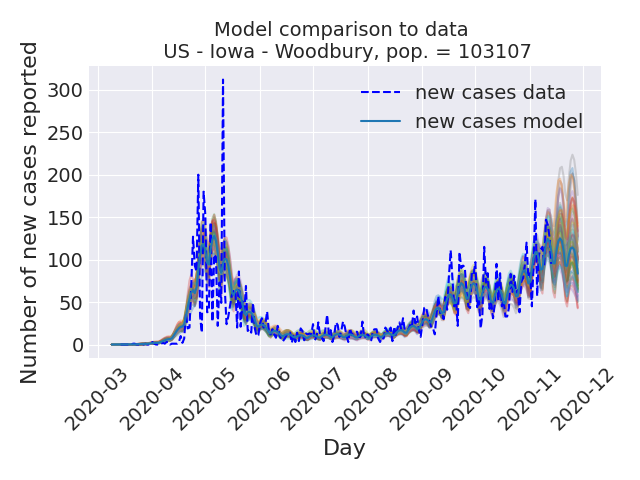 Model comparison to data
US - Iowa - Woodbury, pop. = 103107
Number of new cases reported
300
250
200
150
100
50
0
new cases data
new cases model
2020-03
2020-04
2020-05
2020-06
2020-07
2020-08
2020-09
2020-10
2020-11
2020-12
Day